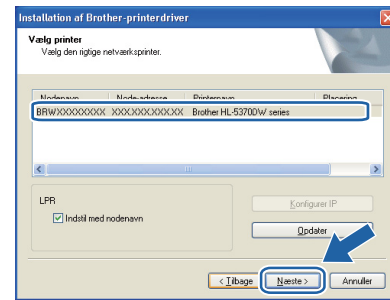 Installation af Brother-printerdriver
Vælg printer
Vælg den rigtige netværksprinter.
Nodenavn Node-adresse Printernavn Placering
BRWXXXXXXXX XXX.XXX.XXX.XX Brother HL-5370DW series
LPR
Indstil med nodenavn
Konfigurer IP
Opdater
< Tilbage Næste > Annuller